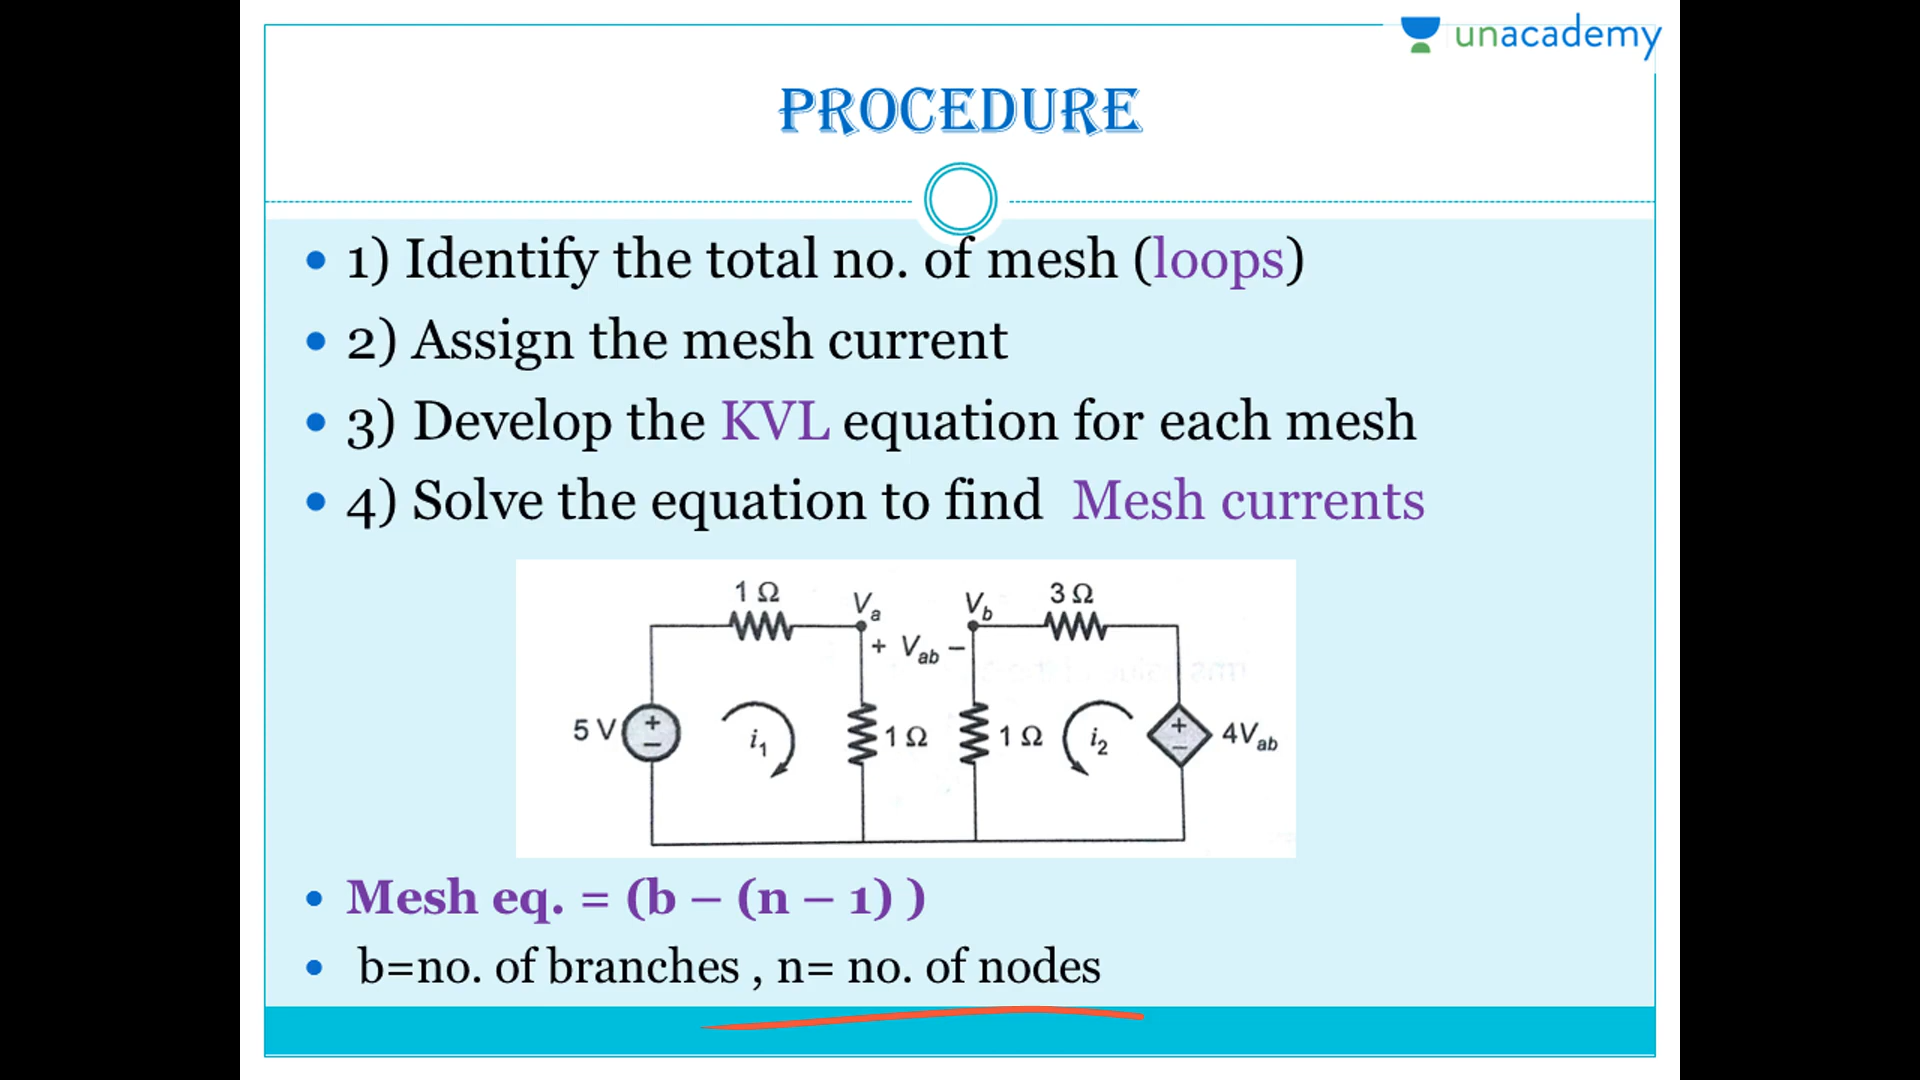 unacademy
PROCEDURE
• 1) Identify the total no. of mesh (loops)
• 2) Assign the mesh current
• 3) Develop the KVL equation for each mesh
• 4) Solve the equation to find Mesh currents
1 Ω
Va
Vb
3 Ω
+ Vab −
5 V
+
−
i1
1 Ω
1 Ω
i2
+
−
4Vab
• Mesh eq. = (b – (n – 1) )
• b=no. of branches , n= no. of nodes